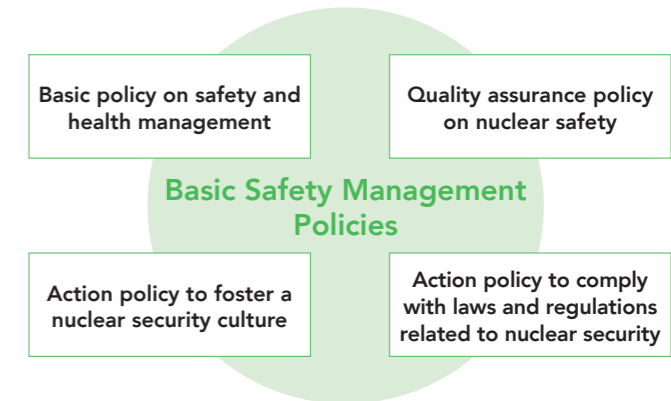 Basic policy on safety and
health management
Quality assurance policy
on nuclear safety
Basic Safety Management
Policies
Action policy to foster a
nuclear security culture
Action policy to comply
with laws and regulations
related to nuclear security